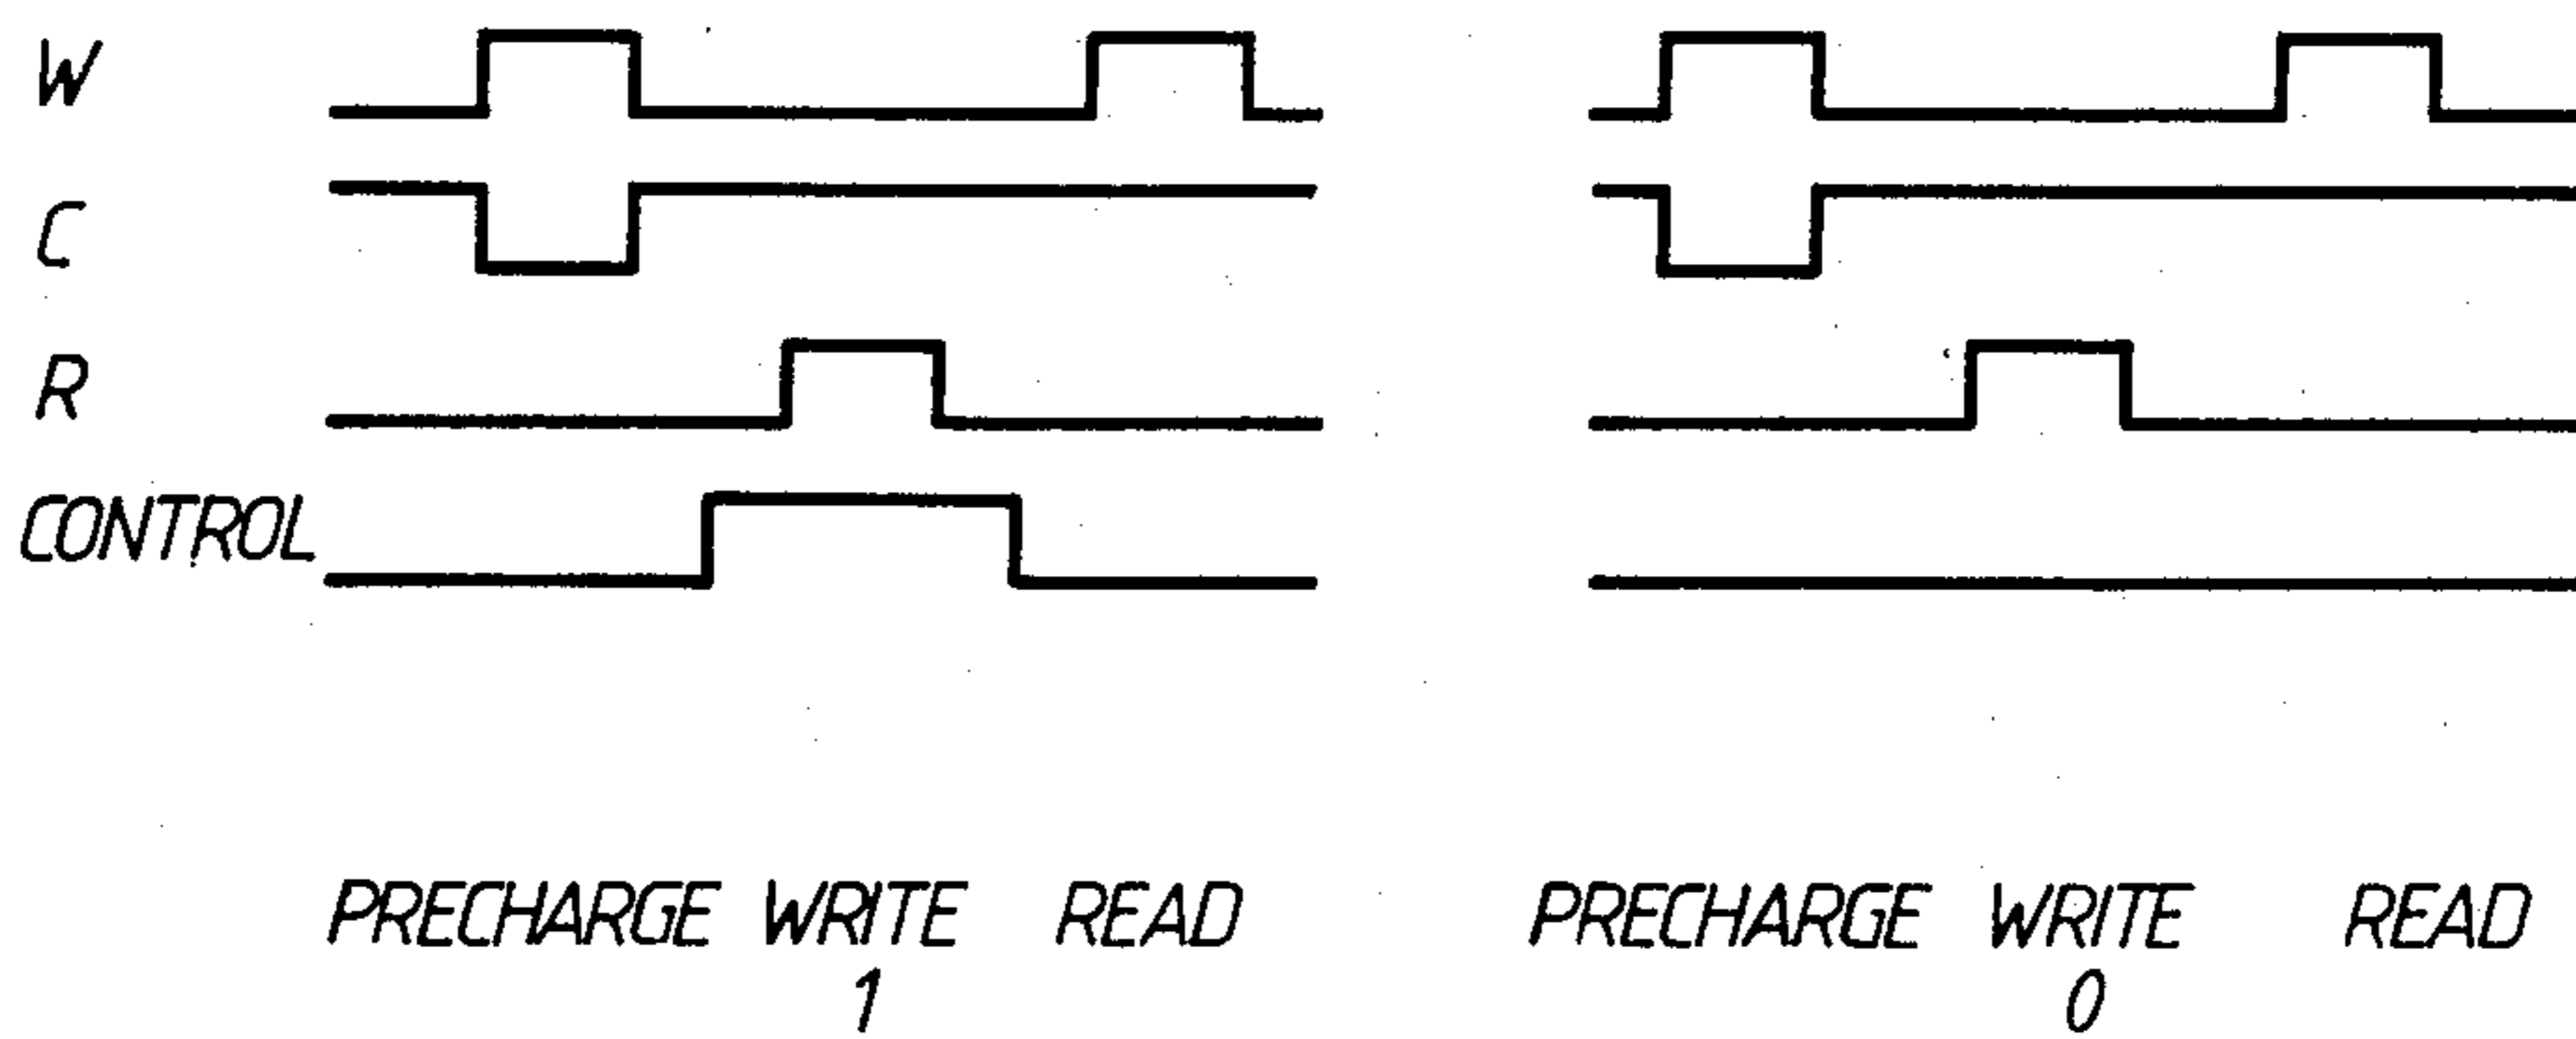 W
C
R
CONTROL
PRECHARGE WRITE READ PRECHARGE WRITE READ
1 0